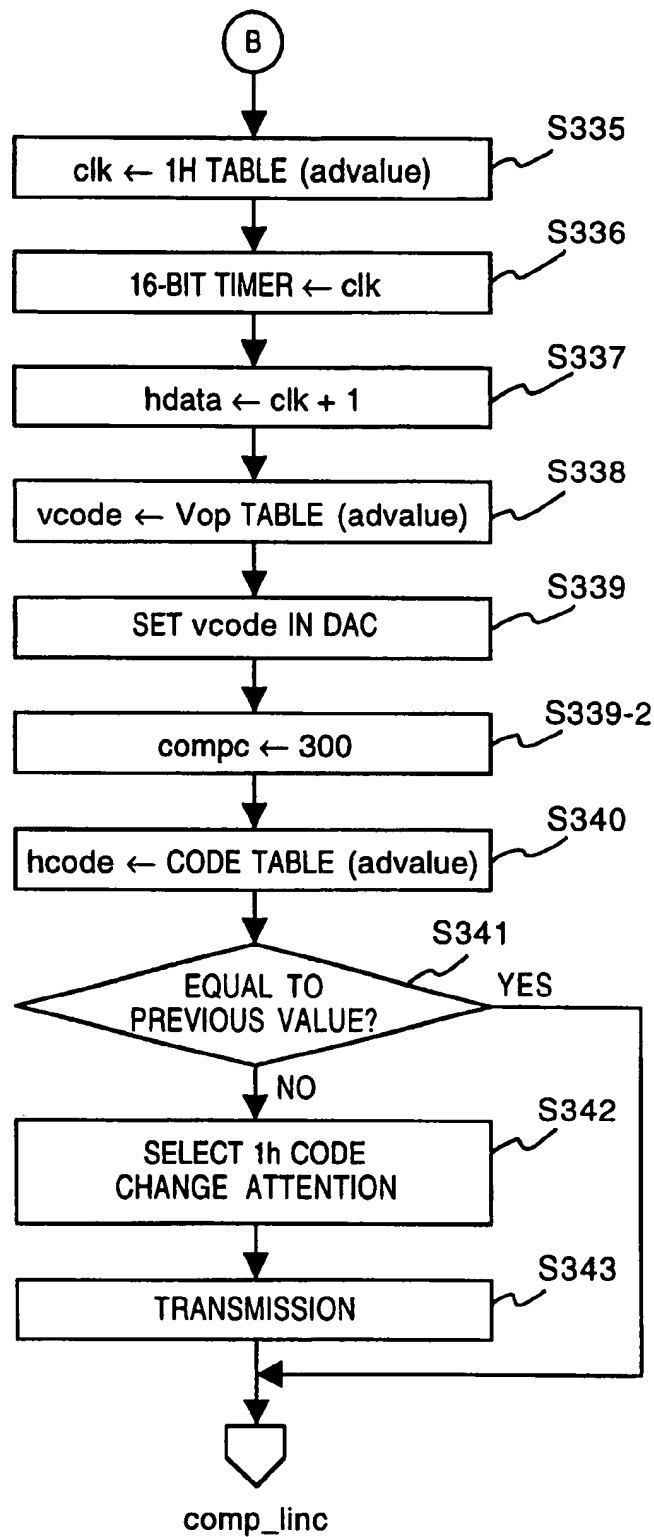 B
S335
clk ← 1H TABLE (advalue)
S336
16-BIT TIMER ← clk
S337
hdata ← clk + 1
S338
vcode ← Vop TABLE (advalue)
S339
SET vcode IN DAC
S339-2
compc ← 300
S340
hcode ← CODE TABLE (advalue)
S341
EQUAL TO
PREVIOUS VALUE?
YES
NO
S342
SELECT 1h CODE
CHANGE ATTENTION
S343
TRANSMISSION
comp_linc